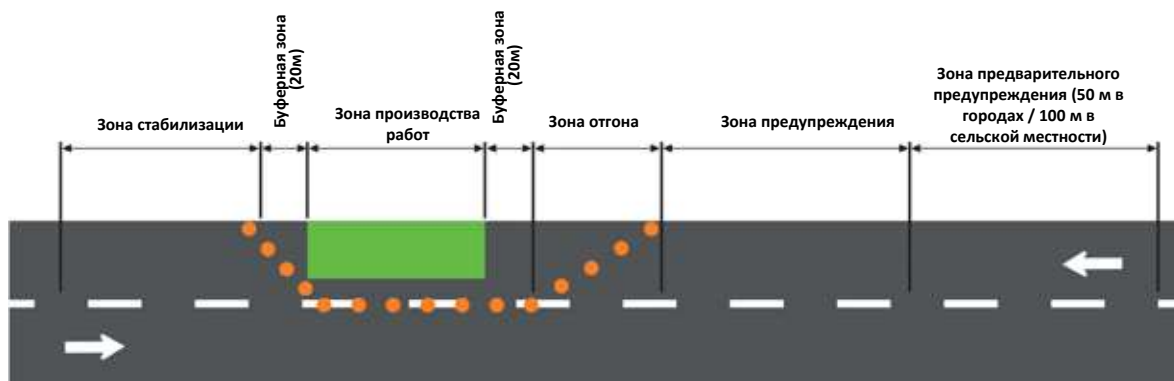 Зона стабилизации
Буферная зона
(20м)
Зона производства
работ
Буферная зона
(20м)
Зона отгона
Зона предупреждения
Зона предварительного
предупреждения (50 м в
городах / 100 м в
сельской местности)